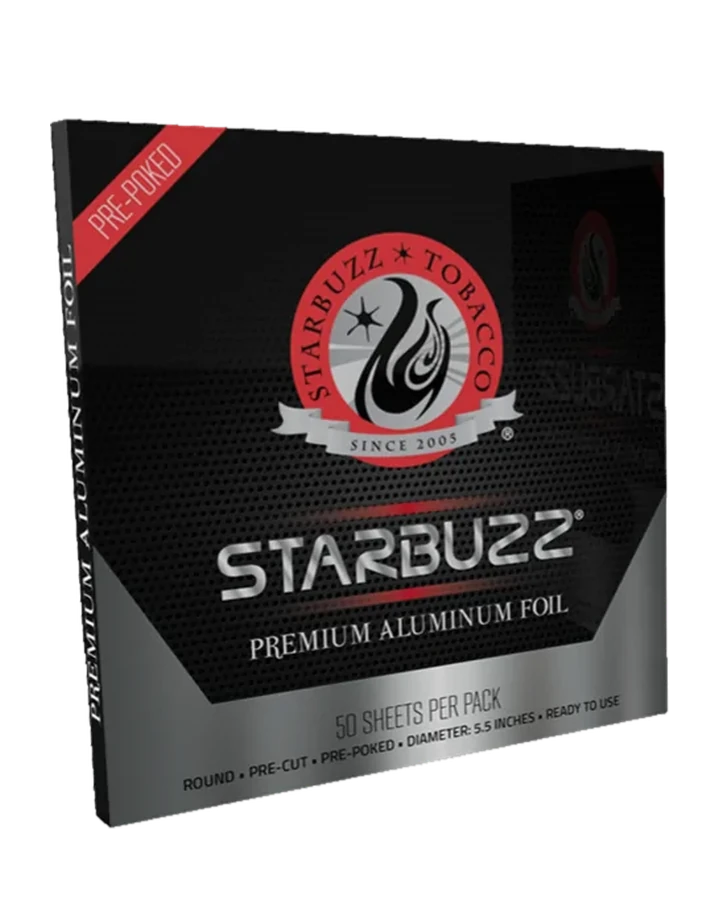 PRE-POKED
STARBUZZ TOBACCO
SINCE 2005
®
STARBUZZ®
PREMIUM ALUMINUM FOIL
50 SHEETS PER PACK
ROUND • PRE-CUT • PRE-POKED • DIAMETER: 5.5 INCHES • READY TO USE
PREMIUM ALUMINUM FOIL
STARBUZZ